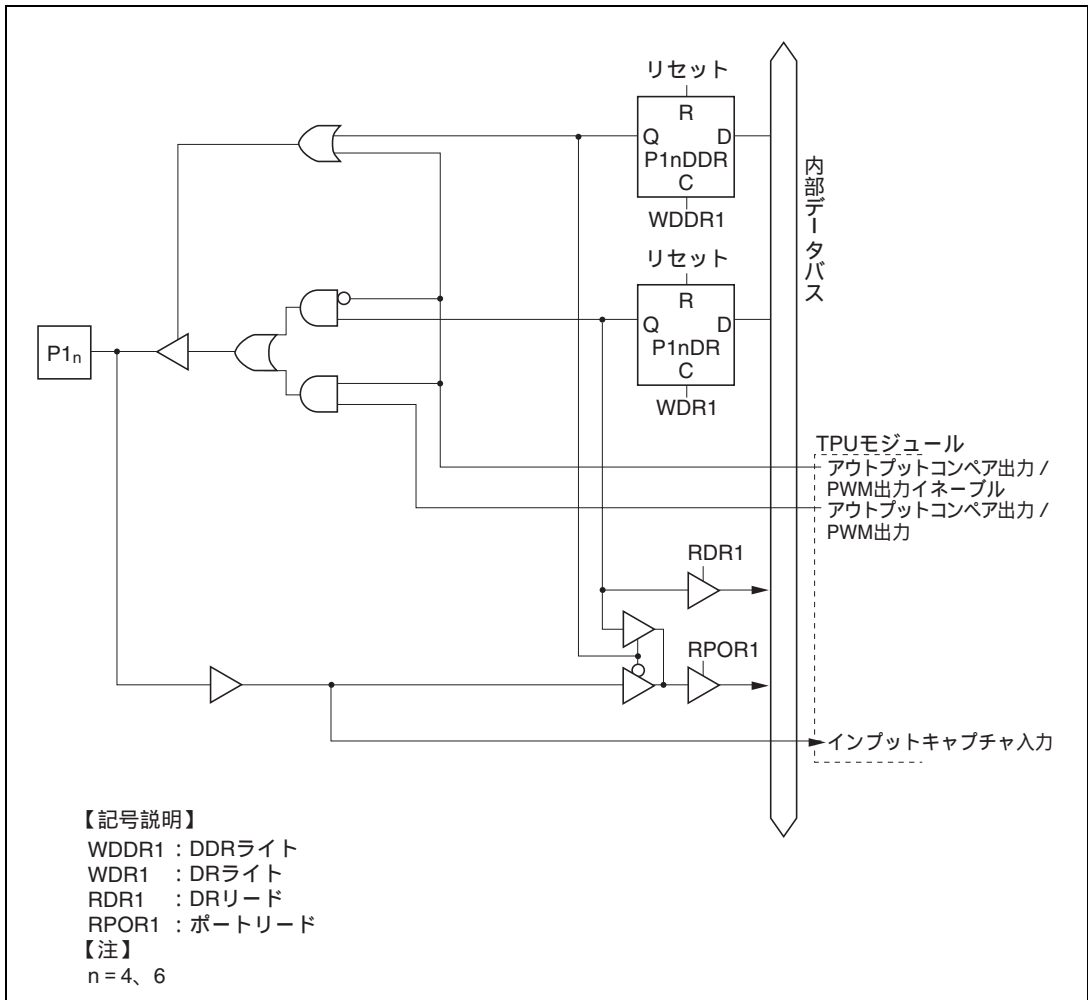 リセット
R
Q D
P1nDDR
C
WDDR1
内部データバス
リセット
R
Q D
P1nDR
C
WDR1
P1n
TPUモジュール
アウトプットコンペア出力 /
PWM出力イネーブル
アウトプットコンペア出力 /
PWM出力
RDR1
RPOR1
インプットキャプチャ入力
【記号説明】
WDDR1 : DDRライト
WDR1 : DRライト
RDR1 : DRリード
RPOR1 : ポートリード
【注】
n = 4、6